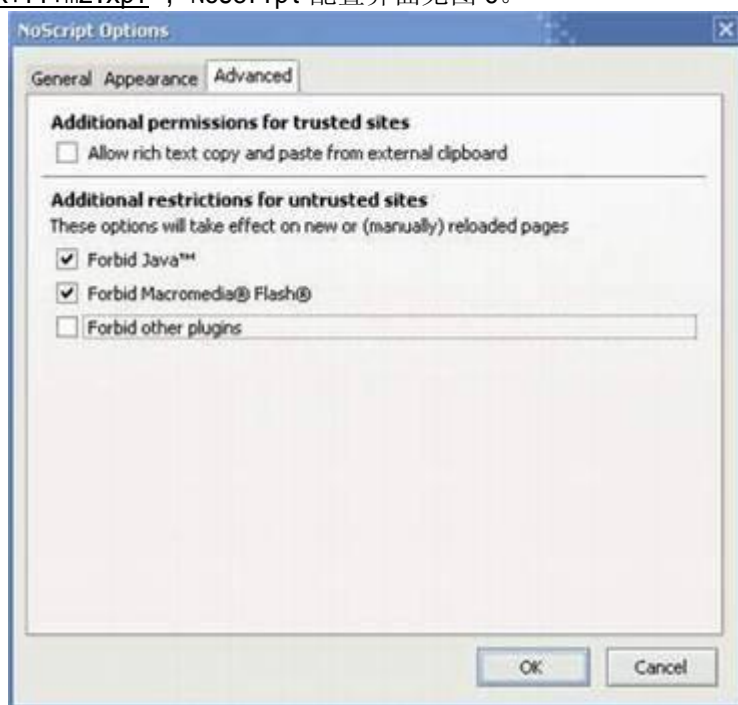 NoScript Options
General Appearance Advanced
Additional permissions for trusted sites
Allow rich text copy and paste from external clipboard
Additional restrictions for untrusted sites
These options will take effect on new or (manually) reloaded pages
Forbid Java™
Forbid Macromedia® Flash®
Forbid other plugins
OK Cancel